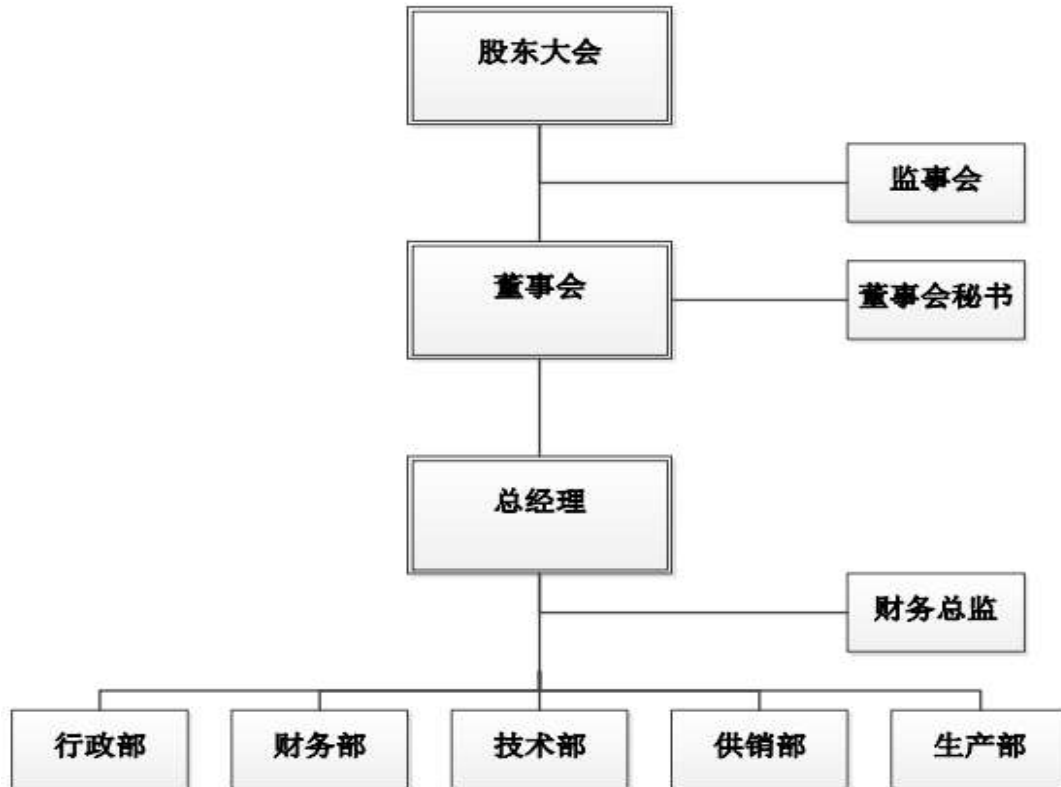 股东大会
监事会
董事会
董事会秘书
总经理
财务总监
行政部
财务部
技术部
供销部
生产部